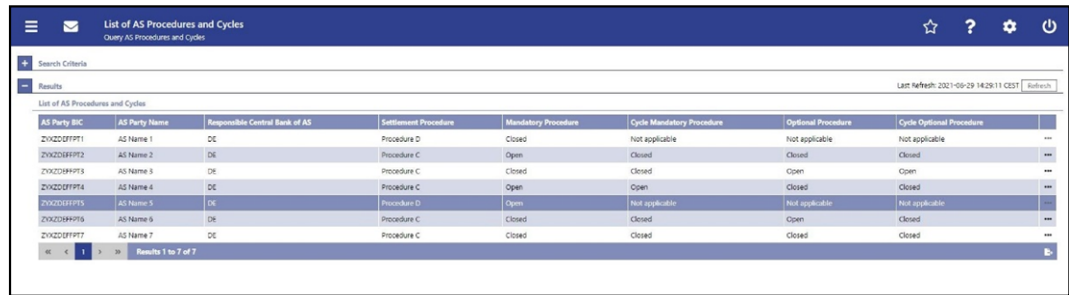 List of AS Procedures and Cycles
Query AS Procedures and Cycles
Search Criteria
Results Last Refresh: 2021-06-29 14:29:11 CEST Refresh
List of AS Procedures and Cycles
AS Party BIC AS Party Name Responsible Central Bank of AS Settlement Procedure Mandatory Procedure Cycle Mandatory Procedure Optional Procedure Cycle Optional Procedure
ZYXZDEFFPT1 AS Name 1 DE Procedure D Closed Not applicable Not applicable Not applicable ...
ZYXZDEFFPT2 AS Name 2 DE Procedure C Open Closed Closed Closed ...
ZYXZDEFFPT3 AS Name 3 DE Procedure C Closed Closed Open Open ...
ZYXZDEFFPT4 AS Name 4 DE Procedure C Open Open Closed Closed ...
ZYXZDEFFPT5 AS Name 5 DE Procedure D Open Not applicable Not applicable Not applicable ...
ZYXZDEFFPT6 AS Name 6 DE Procedure C Closed Closed Open Closed ...
ZYXZDEFFPT7 AS Name 7 DE Procedure C Closed Closed Closed Closed ...
« ‹ 1 › » Results 1 to 7 of 7